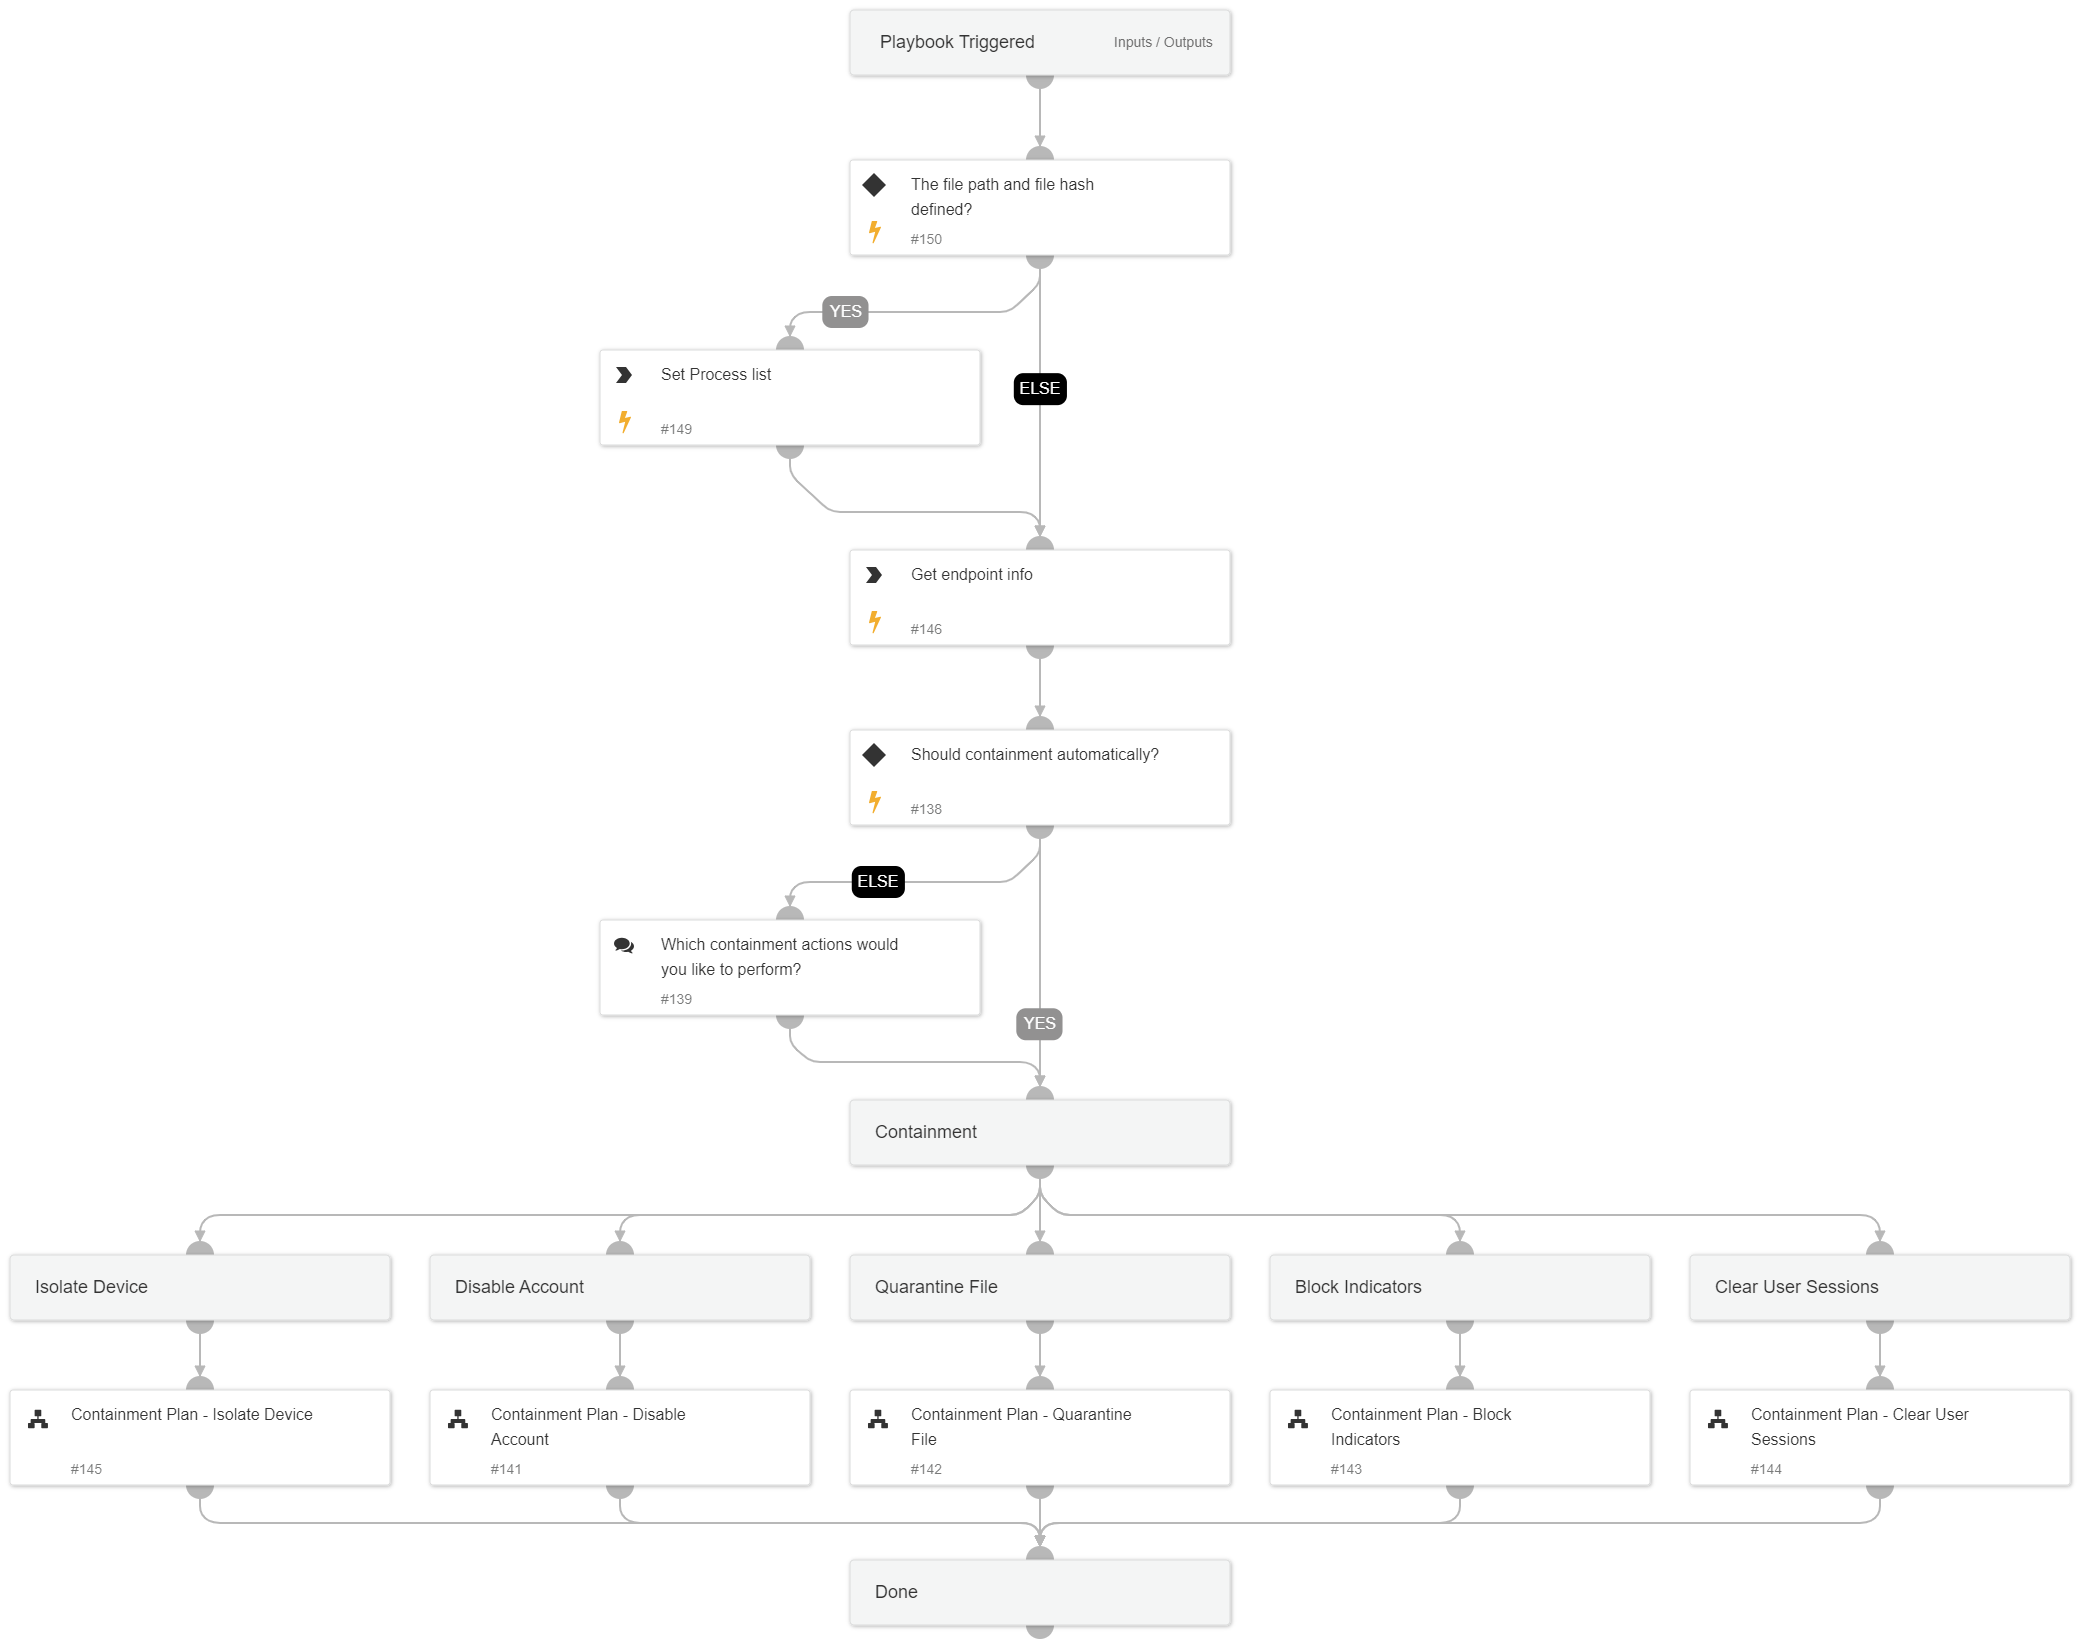 Playbook Triggered
Inputs / Outputs
The file path and file hash
defined?
#150
YES
Set Process list
#149
ELSE
Get endpoint info
#146
Should containment automatically?
#138
ELSE
Which containment actions would
you like to perform?
#139
YES
Containment
Isolate Device
Disable Account
Quarantine File
Block Indicators
Clear User Sessions
Containment Plan - Isolate Device
#145
Containment Plan - Disable
Account
#141
Containment Plan - Quarantine
File
#142
Containment Plan - Block
Indicators
#143
Containment Plan - Clear User
Sessions
#144
Done